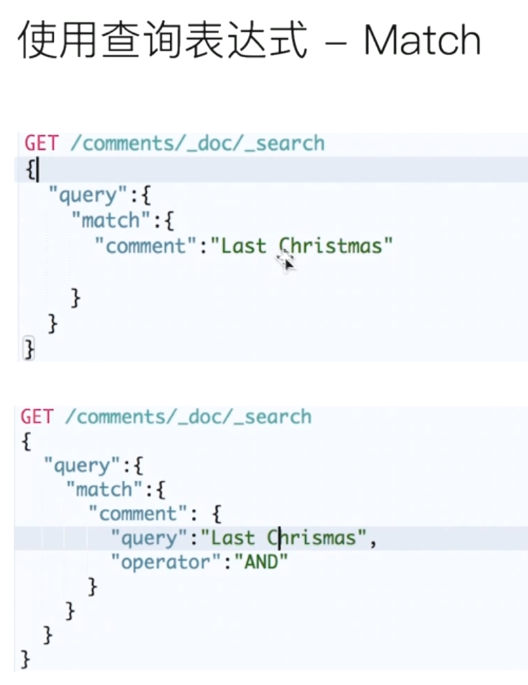 使用查询表达式 – Match
GET /comments/_doc/_search
{
"query":{
"match":{
"comment":"Last Christmas"
}
}
}
GET /comments/_doc/_search
{
"query":{
"match":{
"comment": {
"query":"Last Chrismas",
"operator":"AND"
}
}
}
}